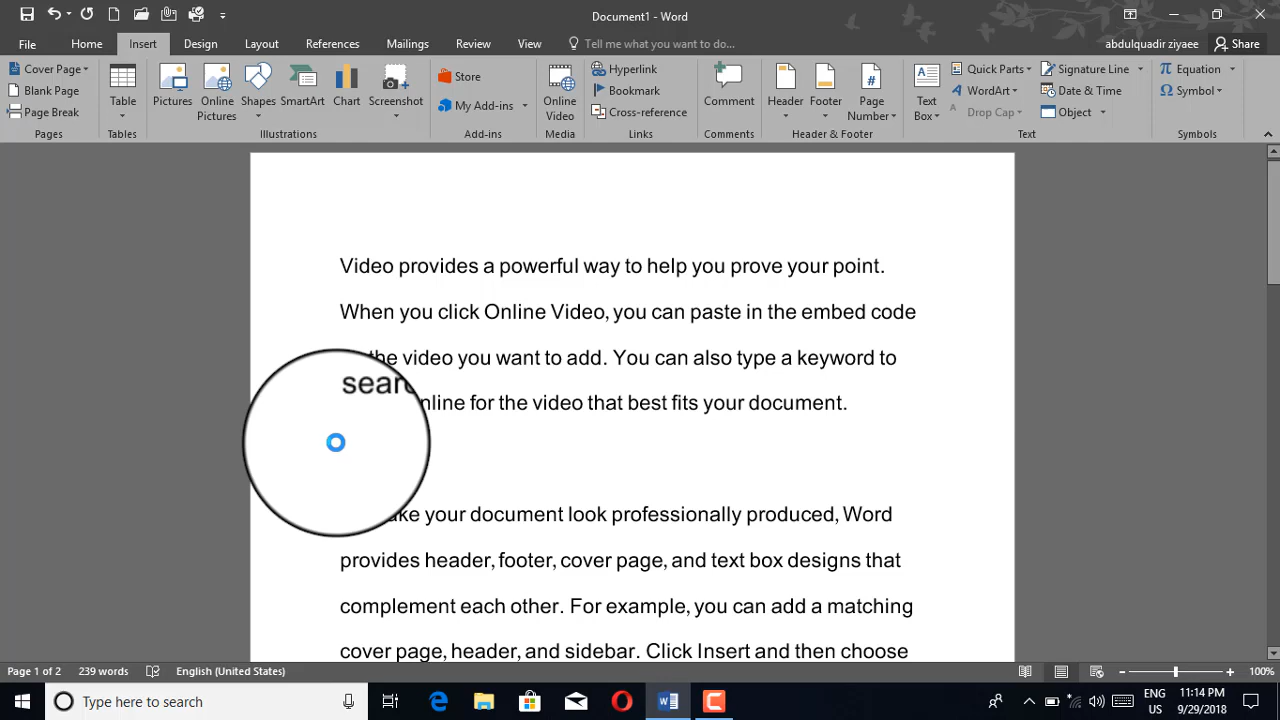 Document1 - Word
File Home Insert Design Layout References Mailings Review View Tell me what you want to do... abdulquadir ziyaee Share
Cover Page
Blank Page
Page Break
Pages
Table
Tables
Pictures
Online Pictures
Shapes
SmartArt
Chart
Screenshot
Illustrations
Store
My Add-ins
Add-ins
Online Video
Media
Hyperlink
Bookmark
Cross-reference
Links
Comment
Comments
Header
Footer
Page Number
Header & Footer
Text Box
Quick Parts
WordArt
Drop Cap
Signature Line
Date & Time
Object
Text
Equation
Symbol
Symbols
Video provides a powerful way to help you prove your point.
When you click Online Video, you can paste in the embed code
the video you want to add. You can also type a keyword to
for the video that best fits your document.
your document look professionally produced, Word
provides header, footer, cover page, and text box designs that
complement each other. For example, you can add a matching
cover page, header, and sidebar. Click Insert and then choose
Page 1 of 2 239 words English (United States) 100%
Type here to search
ENG
US
11:14 PM
9/29/2018